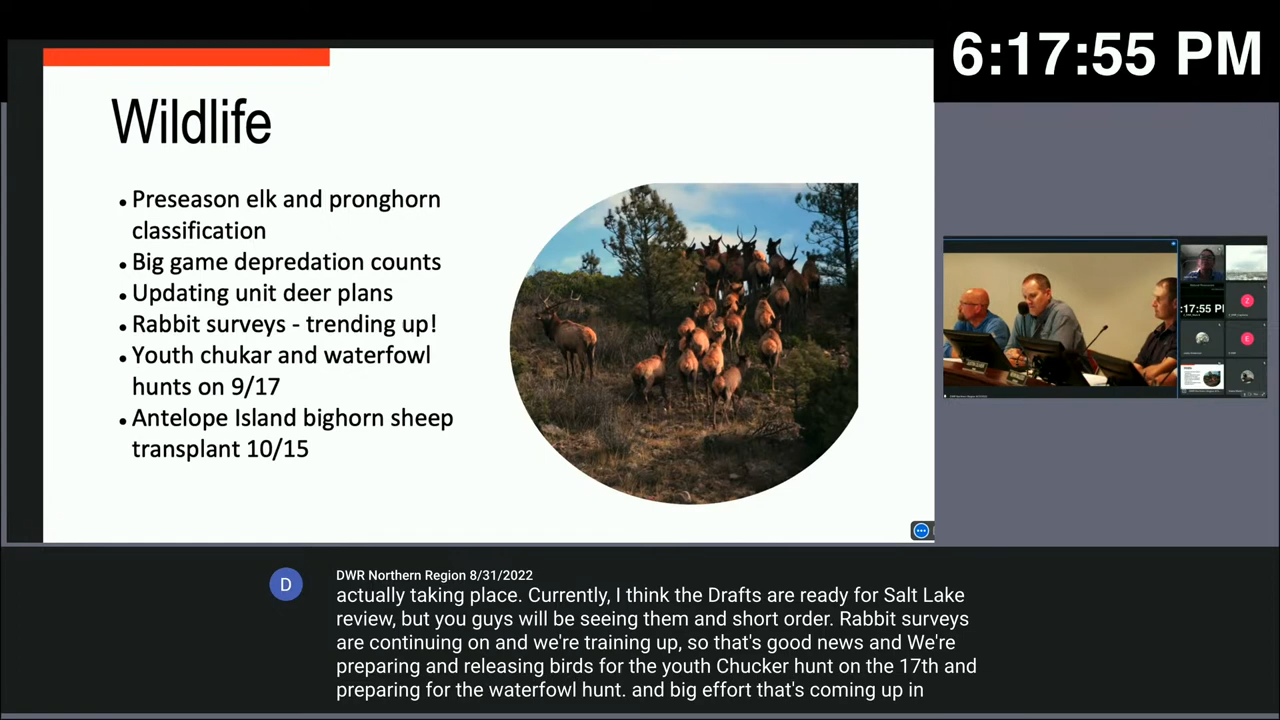 6:17:55 PM
Wildlife
• Preseason elk and pronghorn
classification
• Big game depredation counts
• Updating unit deer plans
• Rabbit surveys - trending up!
• Youth chukar and waterfowl
hunts on 9/17
• Antelope Island bighorn sheep
transplant 10/15
:17:55 PM
Z
E
D
DWR Northern Region 8/31/2022
actually taking place. Currently, I think the Drafts are ready for Salt Lake
review, but you guys will be seeing them and short order. Rabbit surveys
are continuing on and we're training up, so that's good news and We're
preparing and releasing birds for the youth Chucker hunt on the 17th and
preparing for the waterfowl hunt. and big effort that's coming up in